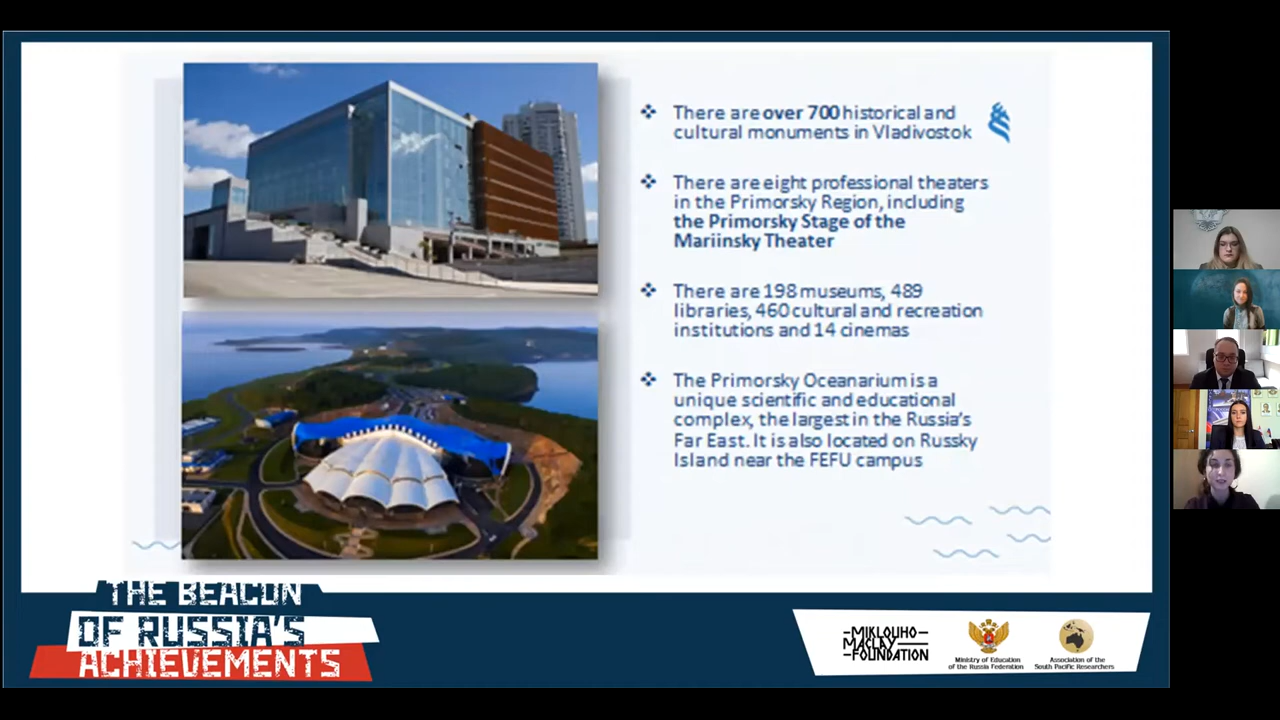 There are over 700 historical and
cultural monuments in Vladivostok
There are eight professional theaters
in the Primorsky Region, including
the Primorsky Stage of the
Mariinsky Theater
There are 198 museums, 489
libraries, 460 cultural and recreation
institutions and 14 cinemas
The Primorsky Oceanarium is a
unique scientific and educational
complex, the largest in the Russia's
Far East. It is also located on Russky
Island near the FEFU campus
THE BEACON
OF RUSSIA'S
ACHIEVEMENTS
MIKLOUHO
MACLAY
FOUNDATION
Ministry of Education
of the Russia Federation
Association of the
South Pacific Researchers